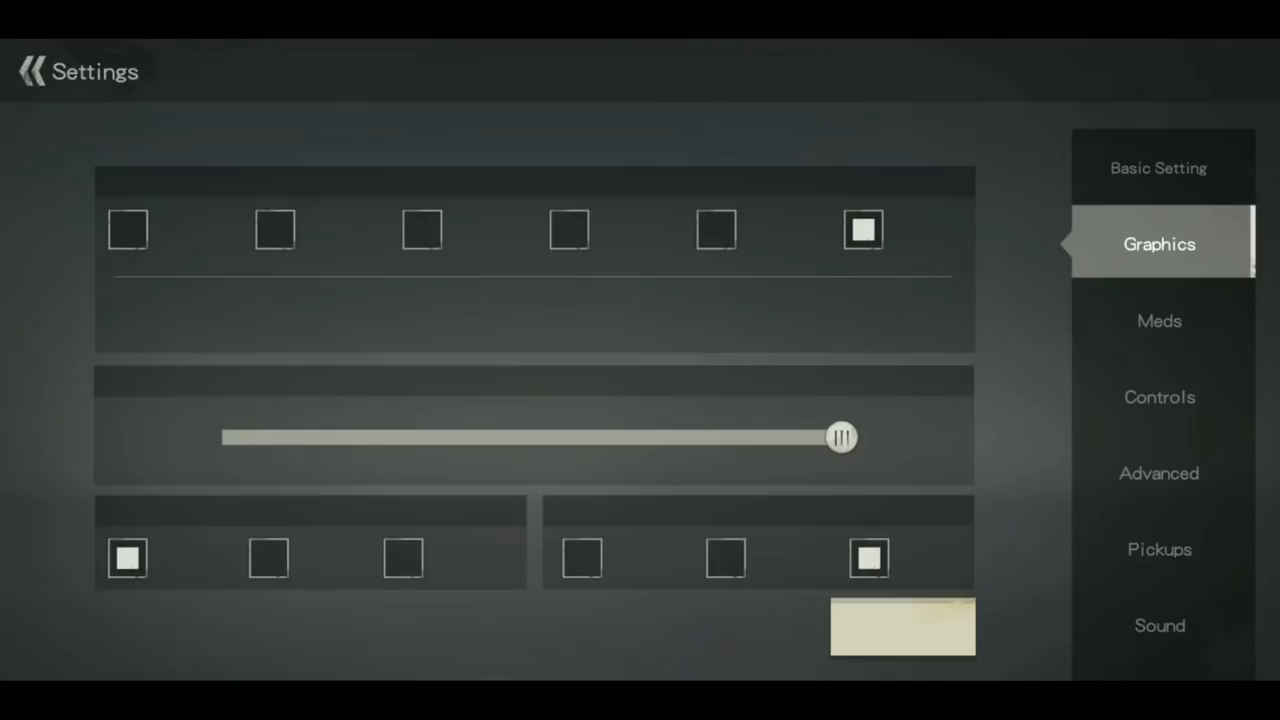 Settings
Basic Setting
Graphics
Meds
Controls
Advanced
Pickups
Sound